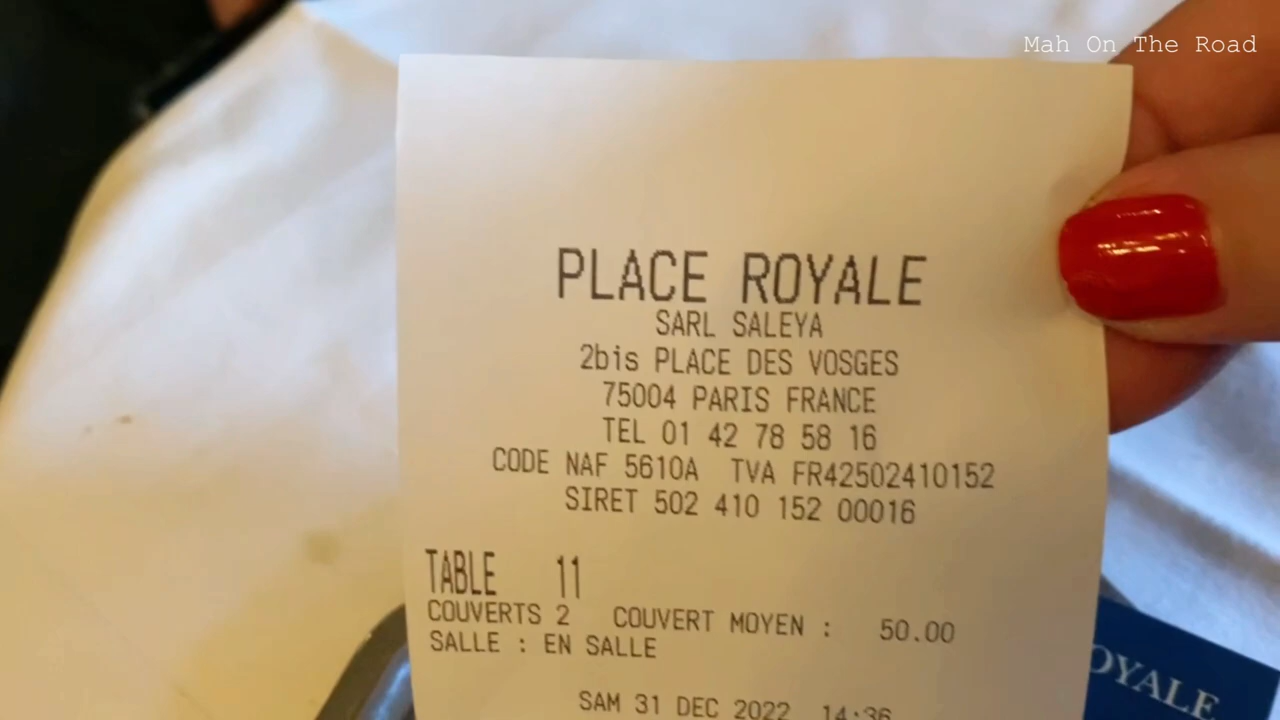 Mah On The Road
PLACE ROYALE
SARL SALEYA
2bis PLACE DES VOSGES
75004 PARIS FRANCE
TEL 01 42 78 58 16
CODE NAF 5610A TVA FR42502410152
SIRET 502 410 152 00016
TABLE 11
COUVERTS 2 COUVERT MOYEN : 50.00
SALLE : EN SALLE
SAM 31 DEC 2022 14:36
OYALE